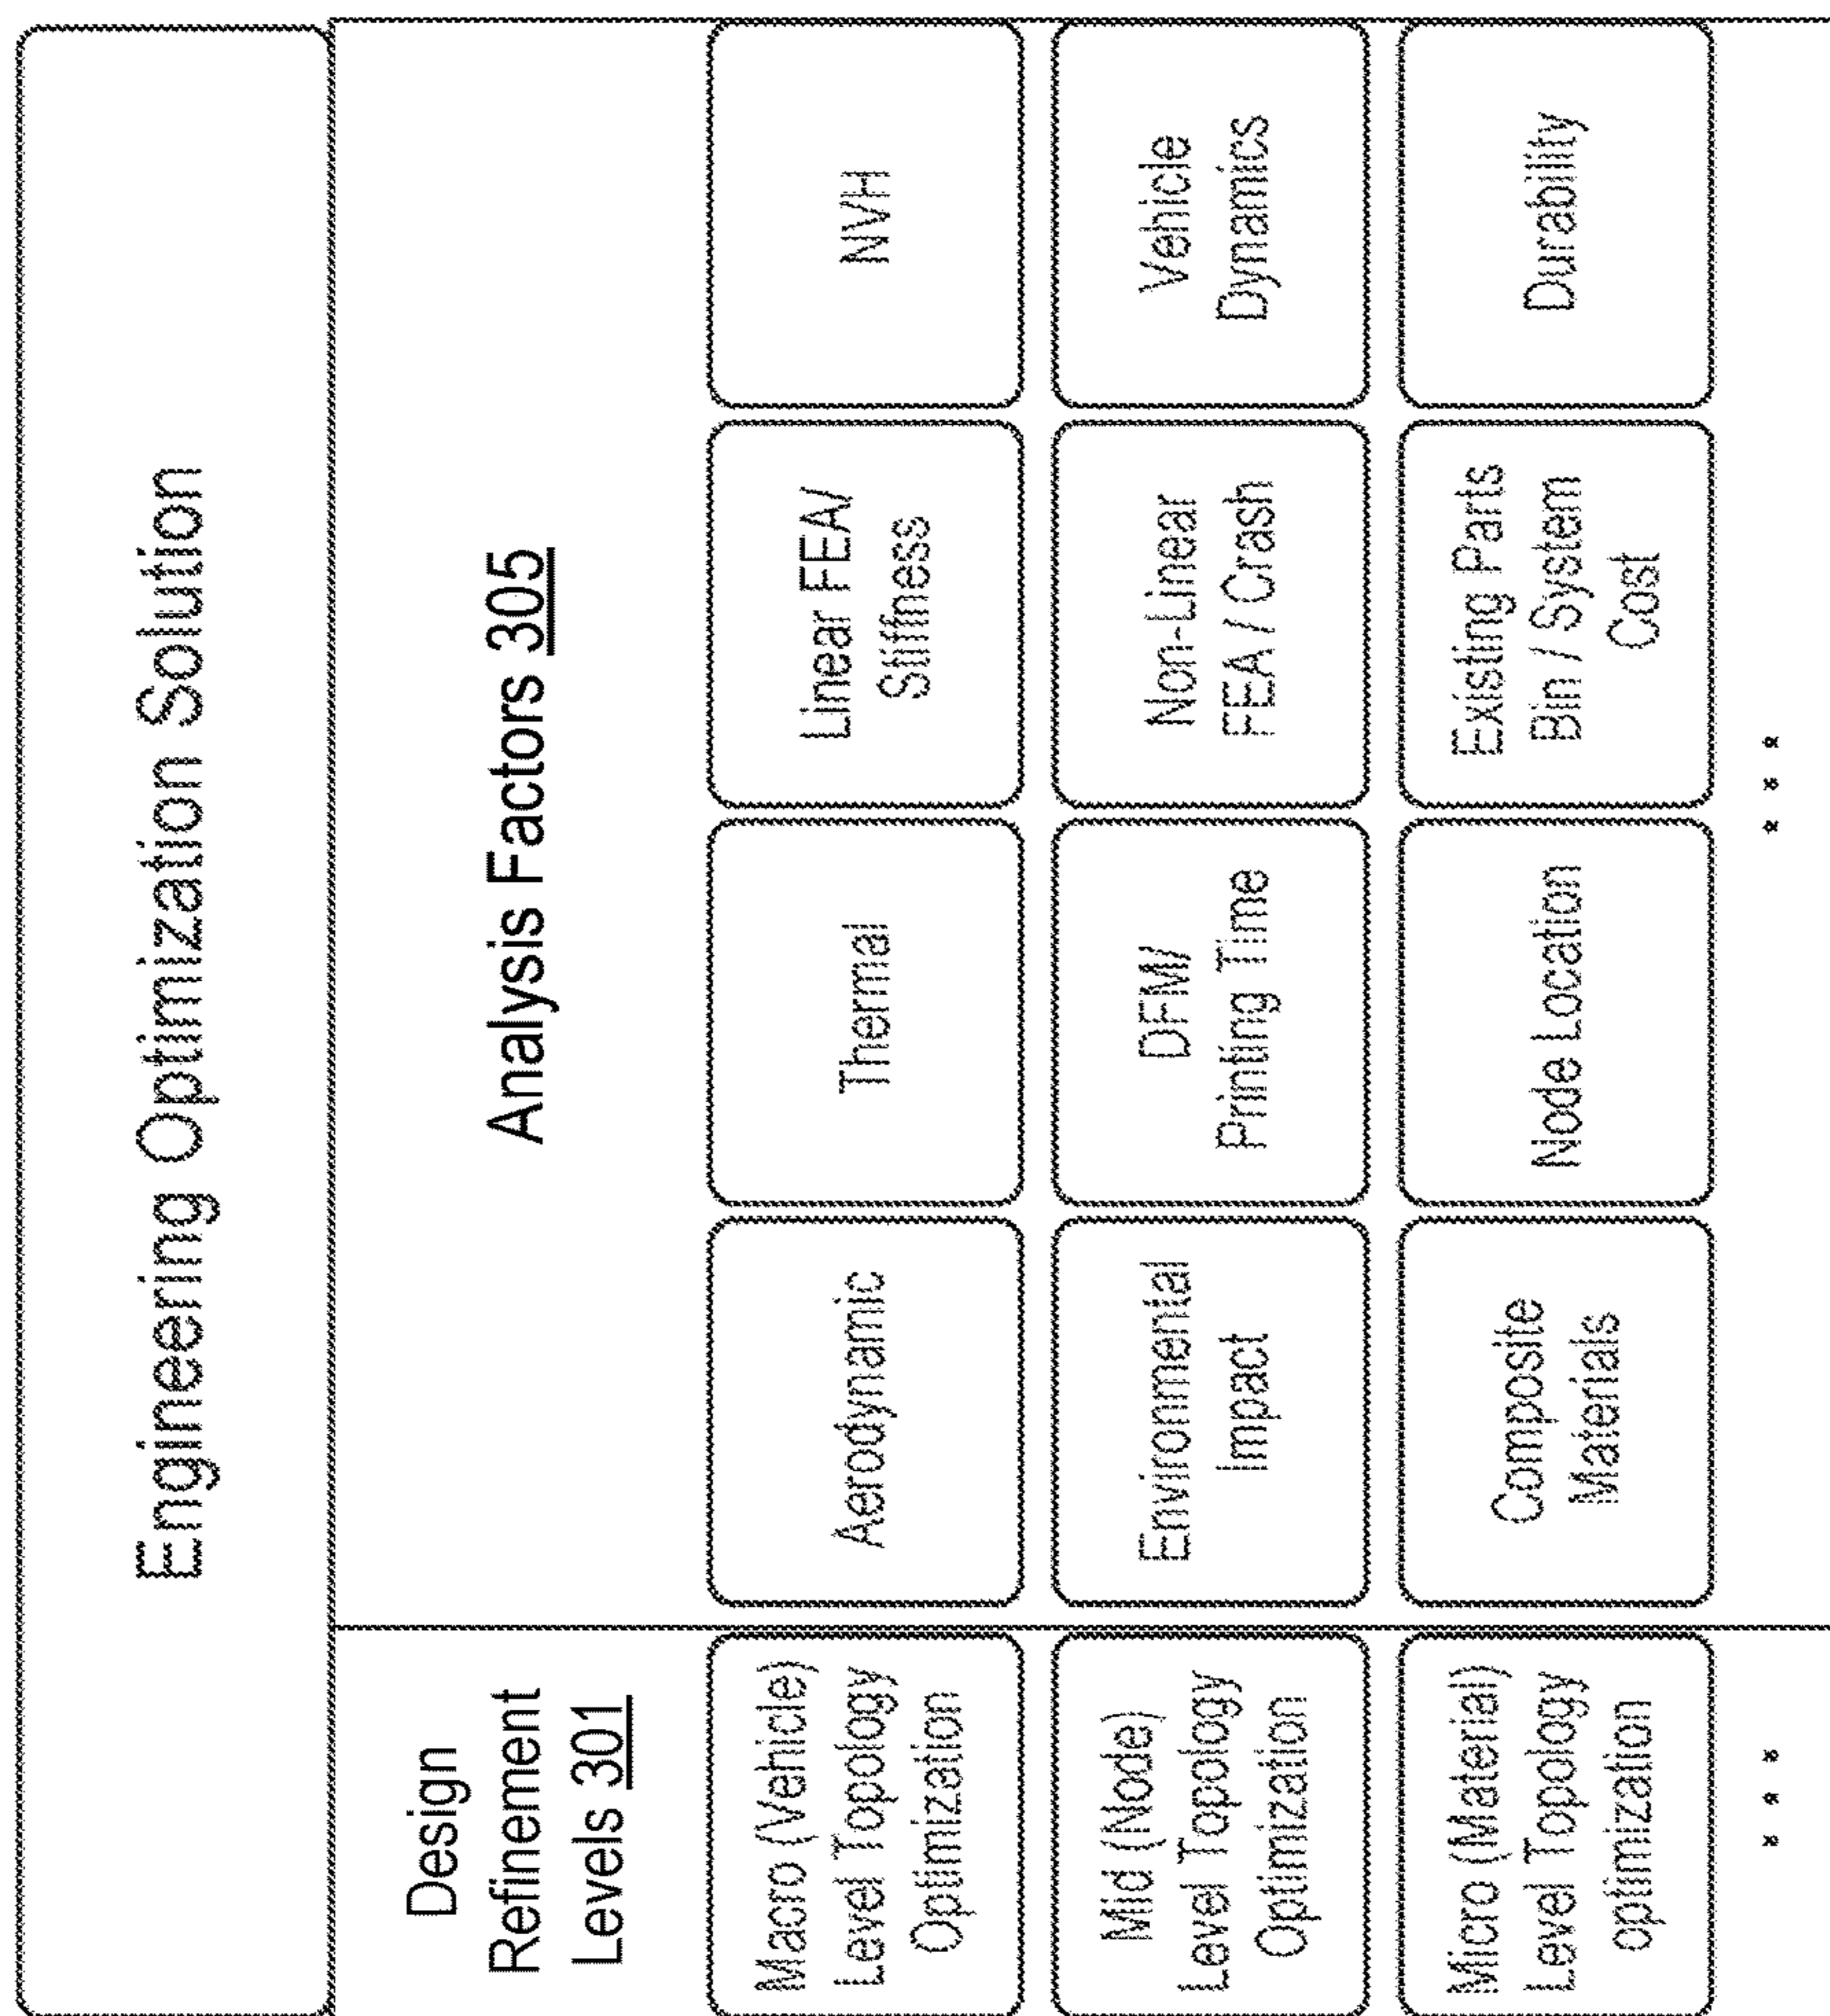 Engineering Optimization Solution
Design
Refinement
Levels 301
Analysis Factors 305
Macro (Vehicle)
Level Topology
Optimization
Aerodynamic
Thermal
Linear FEA/
Stiffness
NVH
Mid (Node)
Level Topology
Optimization
Environmental
Impact
DFM/
Printing Time
Non-Linear
FEA / Crash
Vehicle
Dynamics
Micro (Material)
Level Topology
optimization
Composite
Materials
Node Location
Existing Parts
Bin / System
Cost
Durability